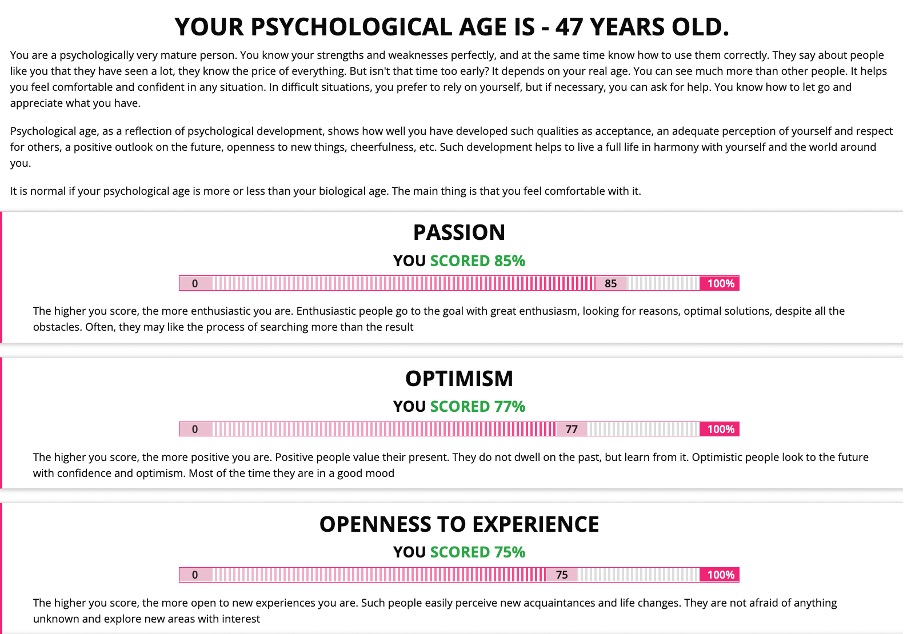 YOUR PSYCHOLOGICAL AGE IS - 47 YEARS OLD.
You are a psychologically very mature person. You know your strengths and weaknesses perfectly, and at the same time know how to use them correctly. They say about people
like you that they have seen a lot, they know the price of everything. But isn't that time too early? It depends on your real age. You can see much more than other people. It helps
you feel comfortable and confident in any situation. In difficult situations, you prefer to rely on yourself, but if necessary, you can ask for help. You know how to let go and
appreciate what you have.
Psychological age, as a reflection of psychological development, shows how well you have developed such qualities as acceptance, an adequate perception of yourself and respect
for others, a positive outlook on the future, openness to new things, cheerfulness, etc. Such development helps to live a full life in harmony with yourself and the world around
you.
It is normal if your psychological age is more or less than your biological age. The main thing is that you feel comfortable with it.
PASSION
YOU SCORED 85%
0 85 100%
The higher you score, the more enthusiastic you are. Enthusiastic people go to the goal with great enthusiasm, looking for reasons, optimal solutions, despite all the
obstacles. Often, they may like the process of searching more than the result
OPTIMISM
YOU SCORED 77%
0 77 100%
The higher you score, the more positive you are. Positive people value their present. They do not dwell on the past, but learn from it. Optimistic people look to the future
with confidence and optimism. Most of the time they are in a good mood
OPENNESS TO EXPERIENCE
YOU SCORED 75%
0 75 100%
The higher you score, the more open to new experiences you are. Such people easily perceive new acquaintances and life changes. They are not afraid of anything
unknown and explore new areas with interest